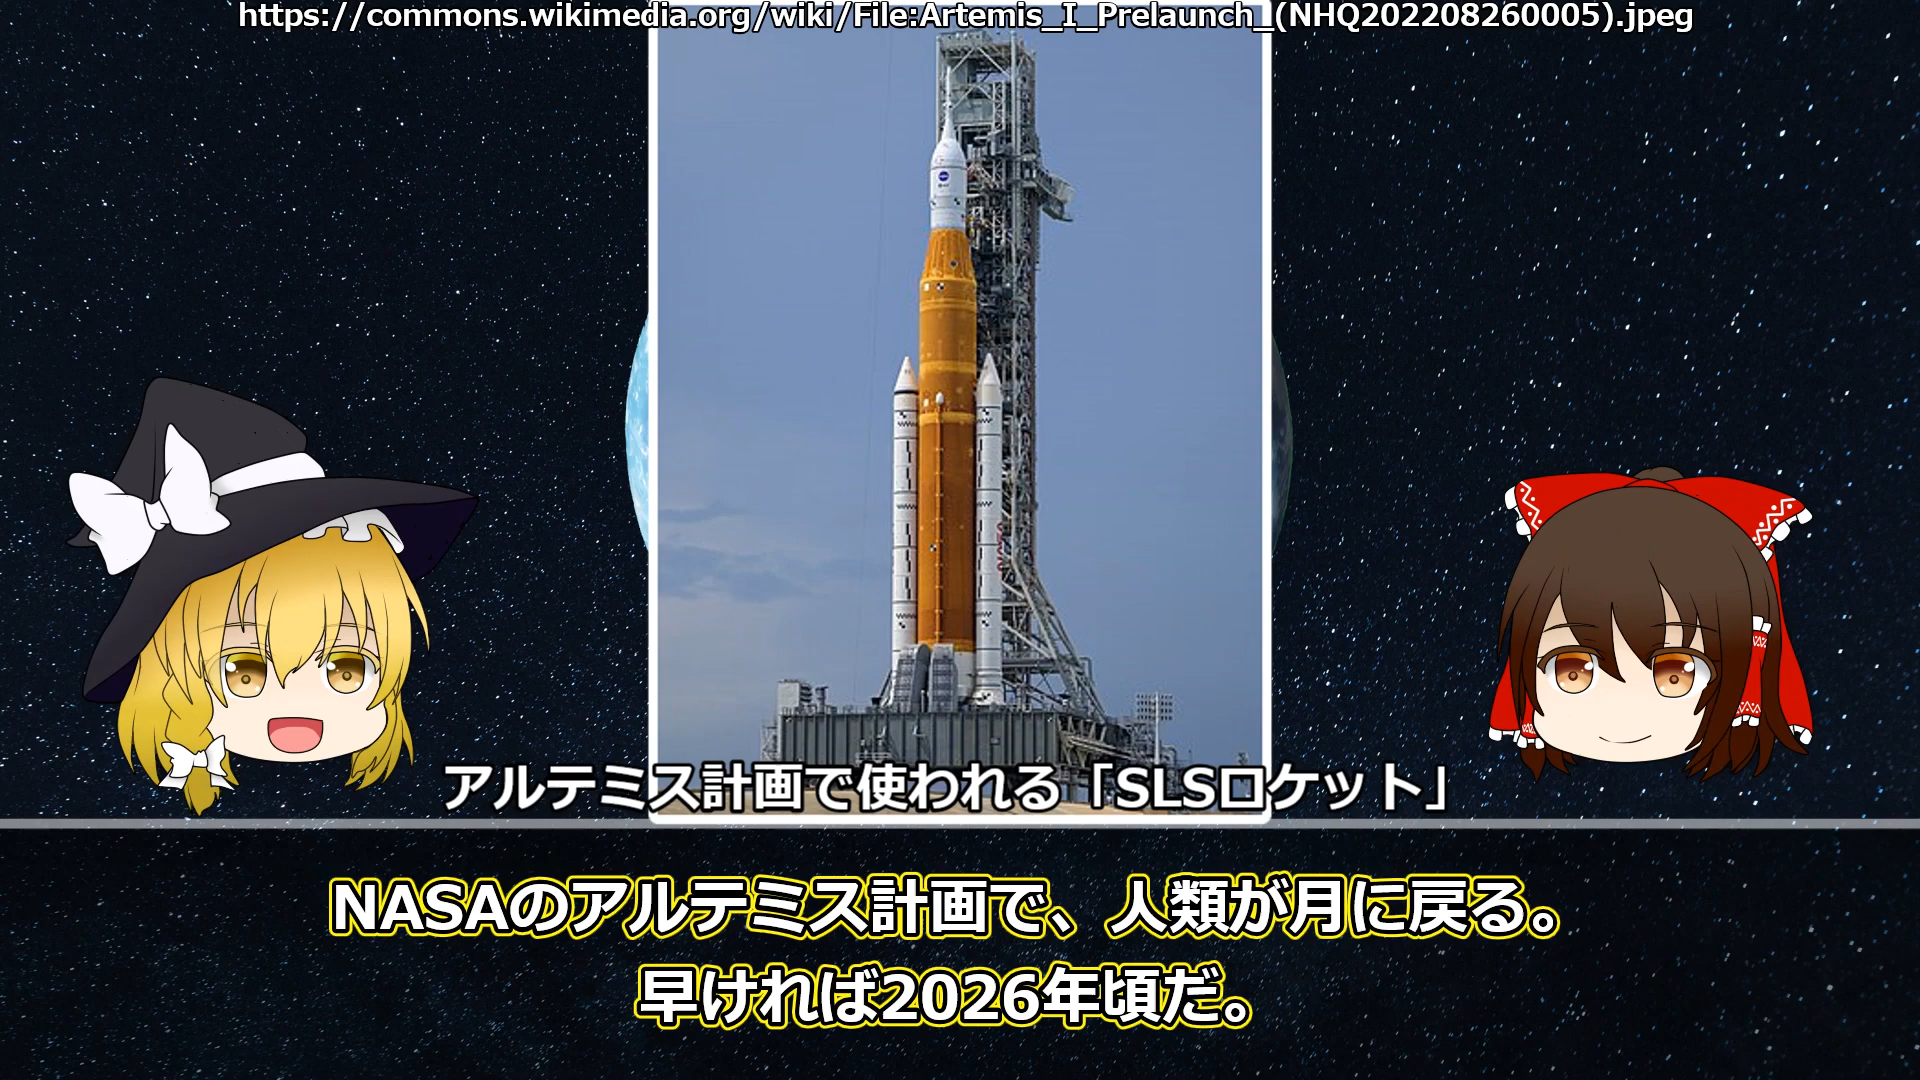 https://commons.wikimedia.org/wiki/File:Artemis_I_Prelaunch_(NHQ202208260005).jpeg
アルテミス計画で使われる「SLSロケット」
NASAのアルテミス計画で、人類が月に戻る。
早ければ2026年頃だ。